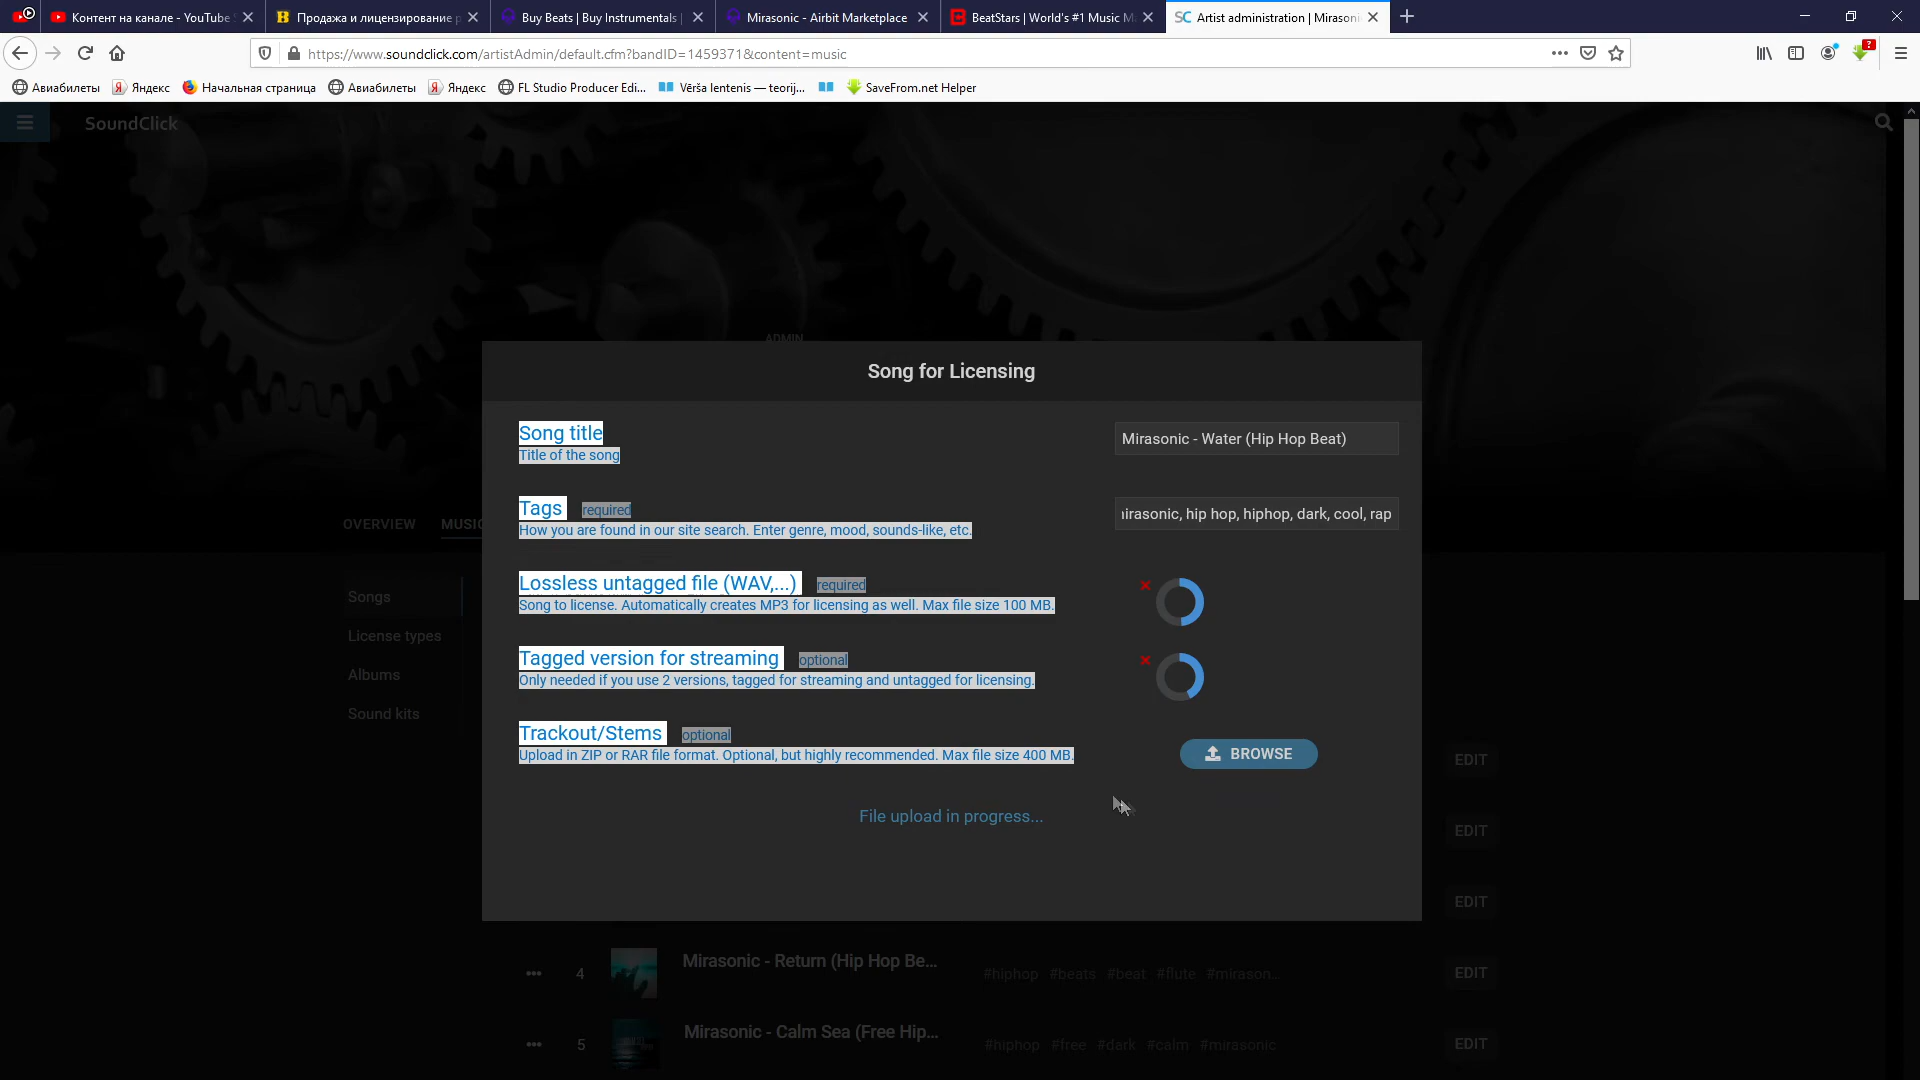 Контент на канале - YouTube S
Продажа и лицензирование р
Buy Beats | Buy Instrumentals |
Mirasonic - Airbit Marketplace
BeatStars | World's #1 Music Ma
SC Artist administration | Mirasoni
https://www.soundclick.com/artistAdmin/default.cfm?bandID=1459371&content=music
Авиабилеты
Яндекс
Начальная страница
Авиабилеты
Яндекс
FL Studio Producer Edi...
Vērša lentenis — teorij...
SaveFrom.net Helper
SoundClick
ADMIN
Song for Licensing
Song title
Title of the song
Mirasonic - Water (Hip Hop Beat)
Tags required
How you are found in our site search. Enter genre, mood, sounds-like, etc.
irasonic, hip hop, hiphop, dark, cool, rap
OVERVIEW
MUSIC
Lossless untagged file (WAV,...) required
Song to license. Automatically creates MP3 for licensing as well. Max file size 100 MB.
Songs
License types
Albums
Sound kits
Tagged version for streaming optional
Only needed if you use 2 versions, tagged for streaming and untagged for licensing.
Trackout/Stems optional
Upload in ZIP or RAR file format. Optional, but highly recommended. Max file size 400 MB.
BROWSE
EDIT
File upload in progress...
EDIT
EDIT
4 Mirasonic - Return (Hip Hop Be... #hiphop #beats #beat #flute #mirason... EDIT
5 Mirasonic - Calm Sea (Free Hip... #hiphop #free #dark #calm #mirasonic EDIT